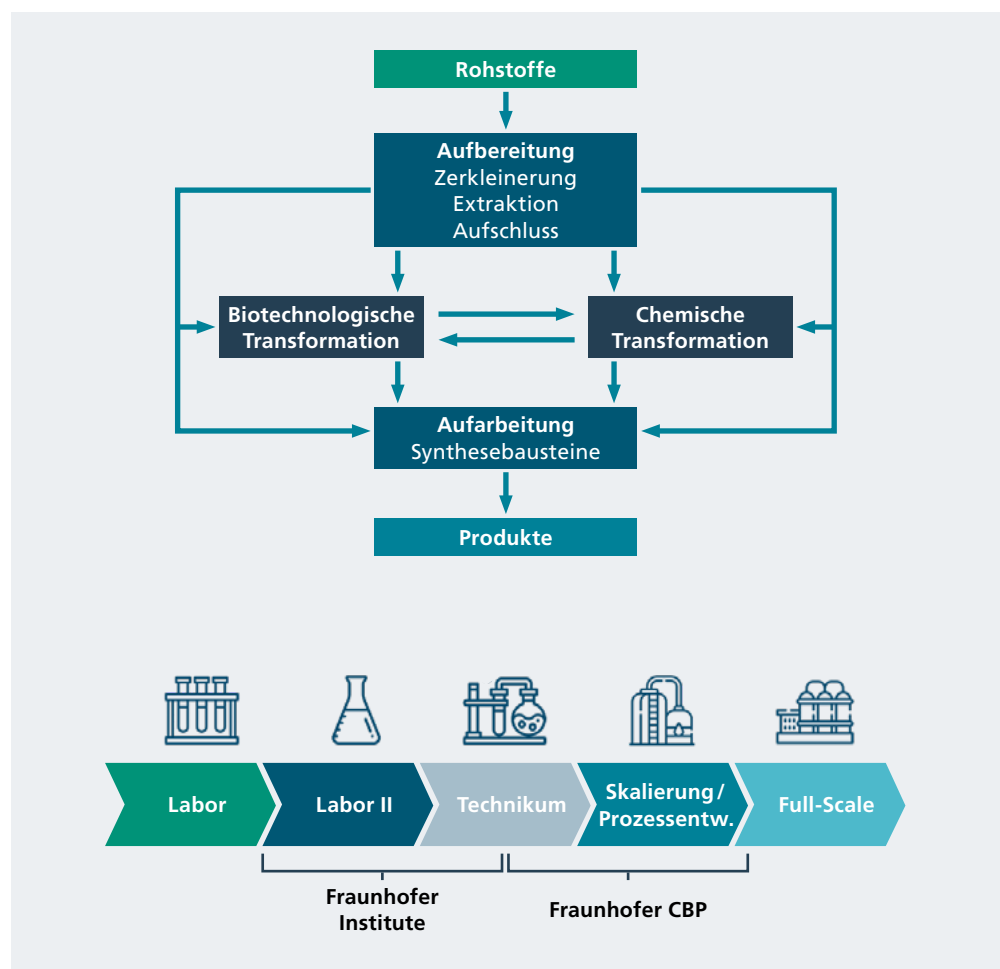 Rohstoffe
Aufbereitung
Zerkleinerung
Extraktion
Aufschluss
Biotechnologische
Transformation
Chemische
Transformation
Aufarbeitung
Synthesebausteine
Produkte
Labor
Labor II
Technikum
Skalierung/
Prozessentw.
Full-Scale
Fraunhofer
Institute
Fraunhofer CBP